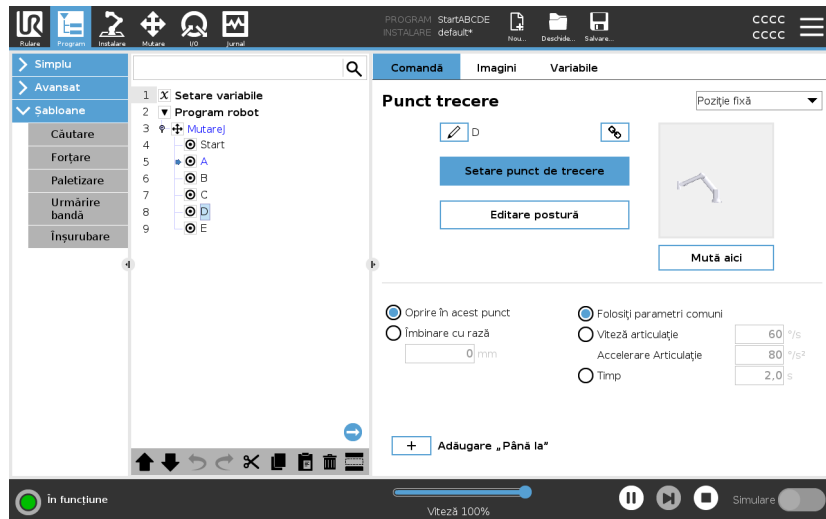 PROGRAM StartABCDE
INSTALARE default*
UR
Rulare Program Instalare Mutare I/O Jurnal
Nou... Deschide... Salvare...
CCCC
CCCC
Simplu
Avansat
Șabloane
Căutare
Forțare
Paletizare
Urmărire
bandă
Înșurubare
1 X Setare variabile
2 Program robot
3 MutareJ
4 Start
5 A
6 B
7 C
8 D
9 E
Comandă Imagini Variabile
Punct trecere
Poziție fixă
D
Setare punct de trecere
Editare postură
Mută aici
Oprire în acest punct
Îmbinare cu rază
0 mm
Folosiți parametri comuni
Viteză articulație 60 °/s
Accelerare Articulație 80 °/s²
Timp 2,0 s
+ Adăugare „Până la”
În funcțiune
Viteză 100%
Simulare